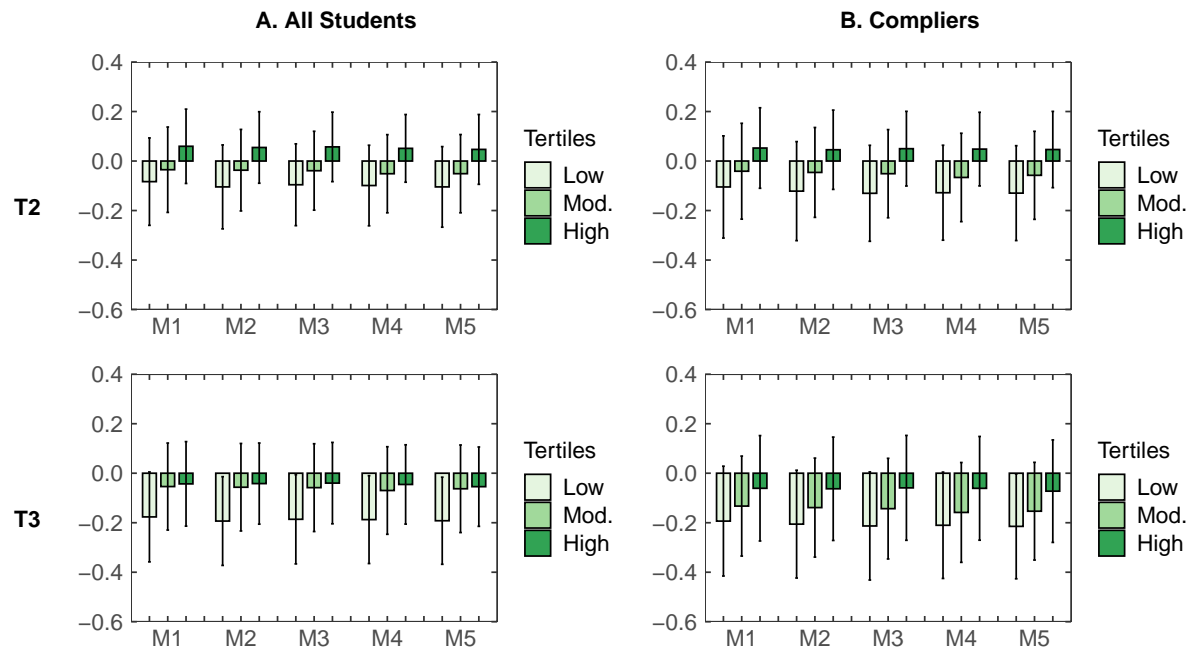 A. All Students
B. Compliers
T2
0.4
0.2
0.0
−0.2
−0.4
−0.6
M1 M2 M3 M4 M5
Tertiles
Low
Mod.
High
0.4
0.2
0.0
−0.2
−0.4
−0.6
M1 M2 M3 M4 M5
Tertiles
Low
Mod.
High
T3
0.4
0.2
0.0
−0.2
−0.4
−0.6
M1 M2 M3 M4 M5
Tertiles
Low
Mod.
High
0.4
0.2
0.0
−0.2
−0.4
−0.6
M1 M2 M3 M4 M5
Tertiles
Low
Mod.
High